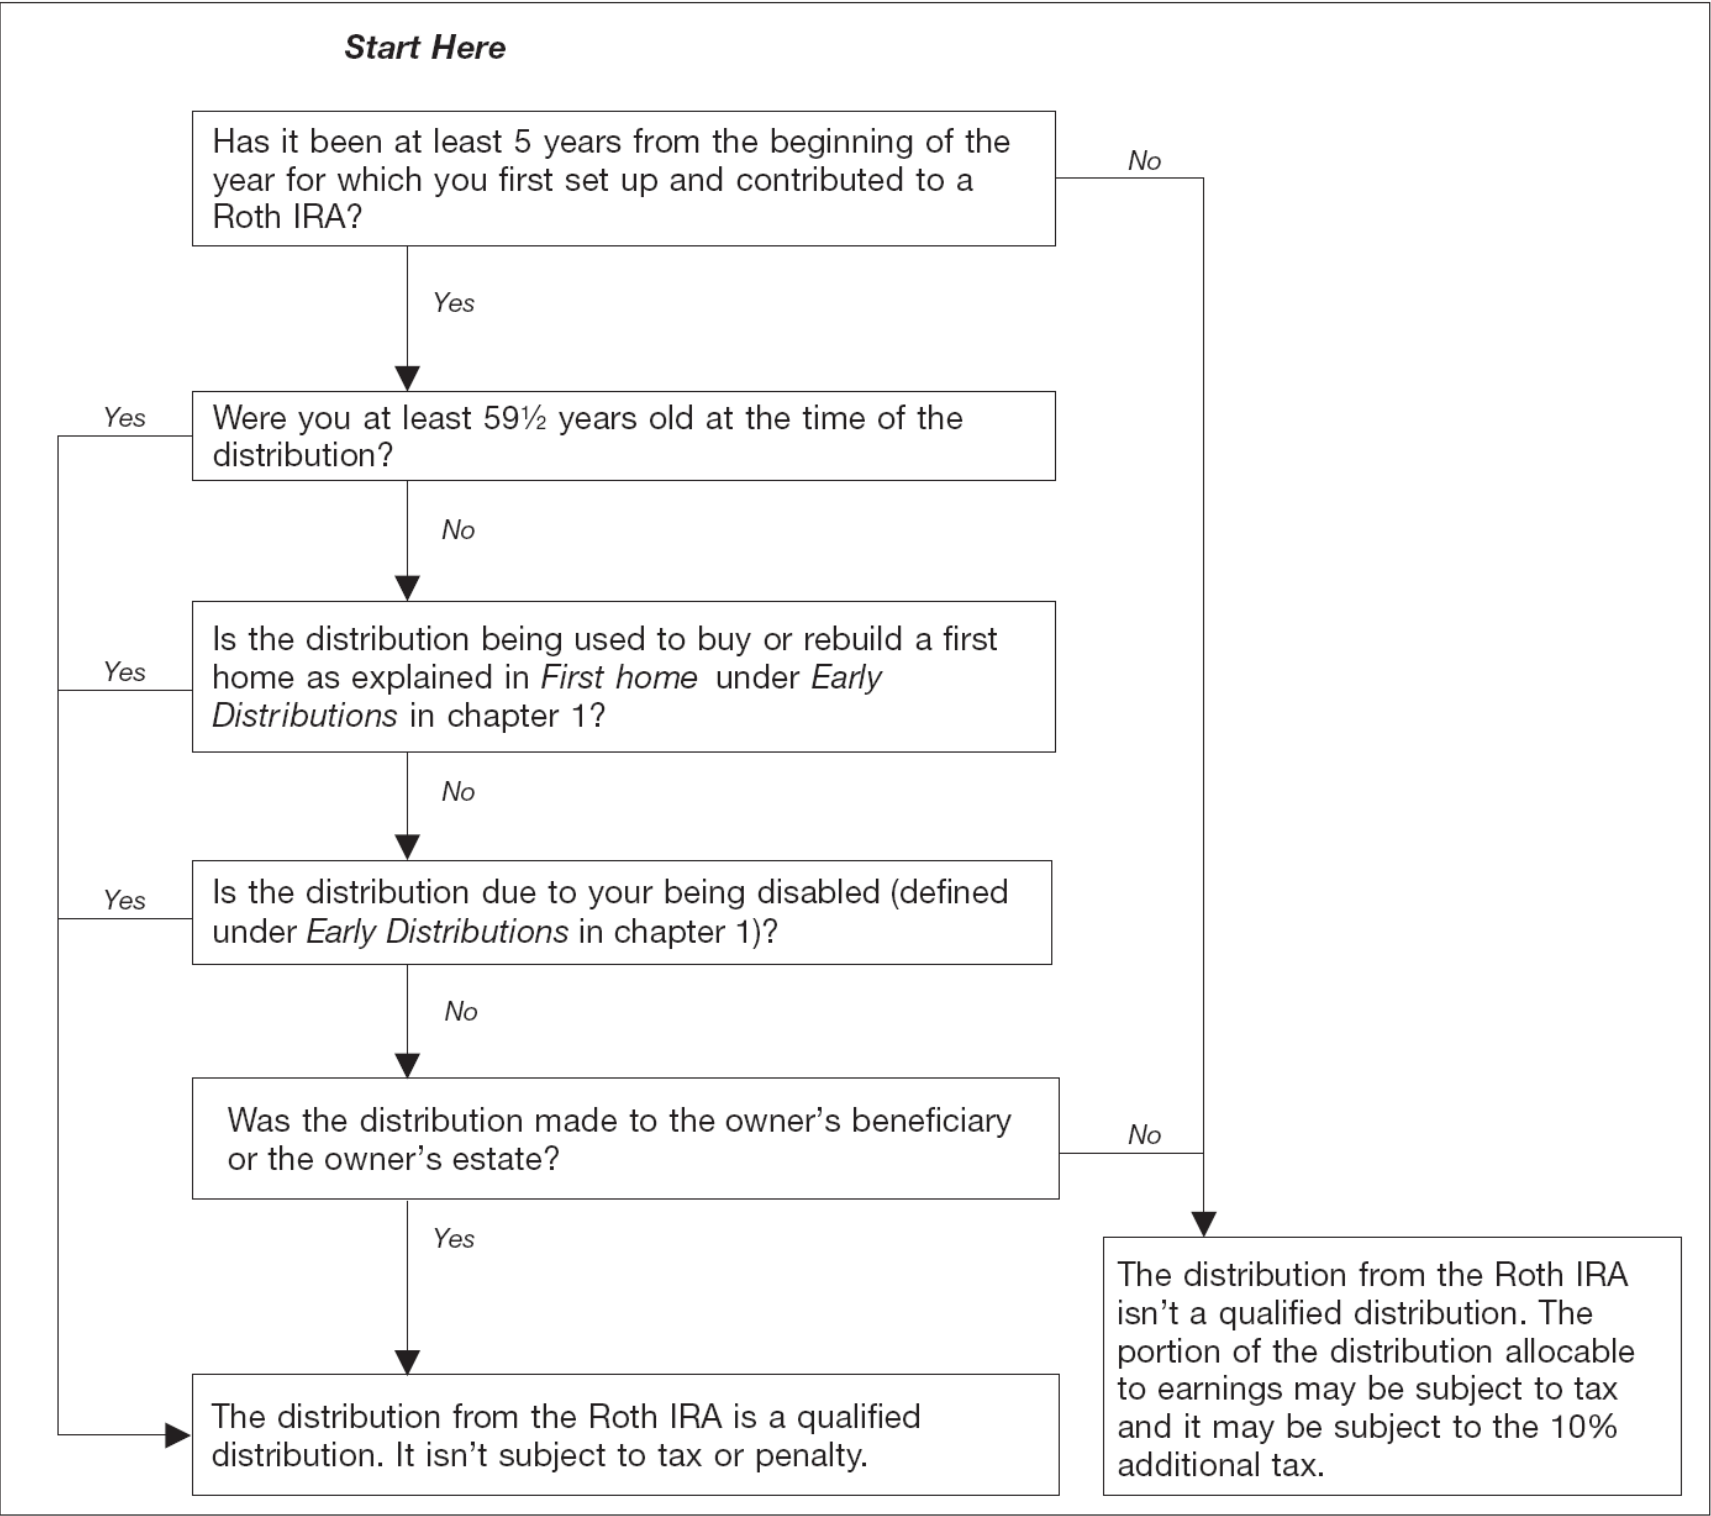 Start Here
Has it been at least 5 years from the beginning of the
year for which you first set up and contributed to a
Roth IRA?
No
Yes
Yes
Were you at least 59½ years old at the time of the
distribution?
No
Yes
Is the distribution being used to buy or rebuild a first
home as explained in First home under Early
Distributions in chapter 1?
No
Yes
Is the distribution due to your being disabled (defined
under Early Distributions in chapter 1)?
No
Was the distribution made to the owner's beneficiary
or the owner's estate?
No
Yes
The distribution from the Roth IRA is a qualified
distribution. It isn't subject to tax or penalty.
The distribution from the Roth IRA
isn't a qualified distribution. The
portion of the distribution allocable
to earnings may be subject to tax
and it may be subject to the 10%
additional tax.